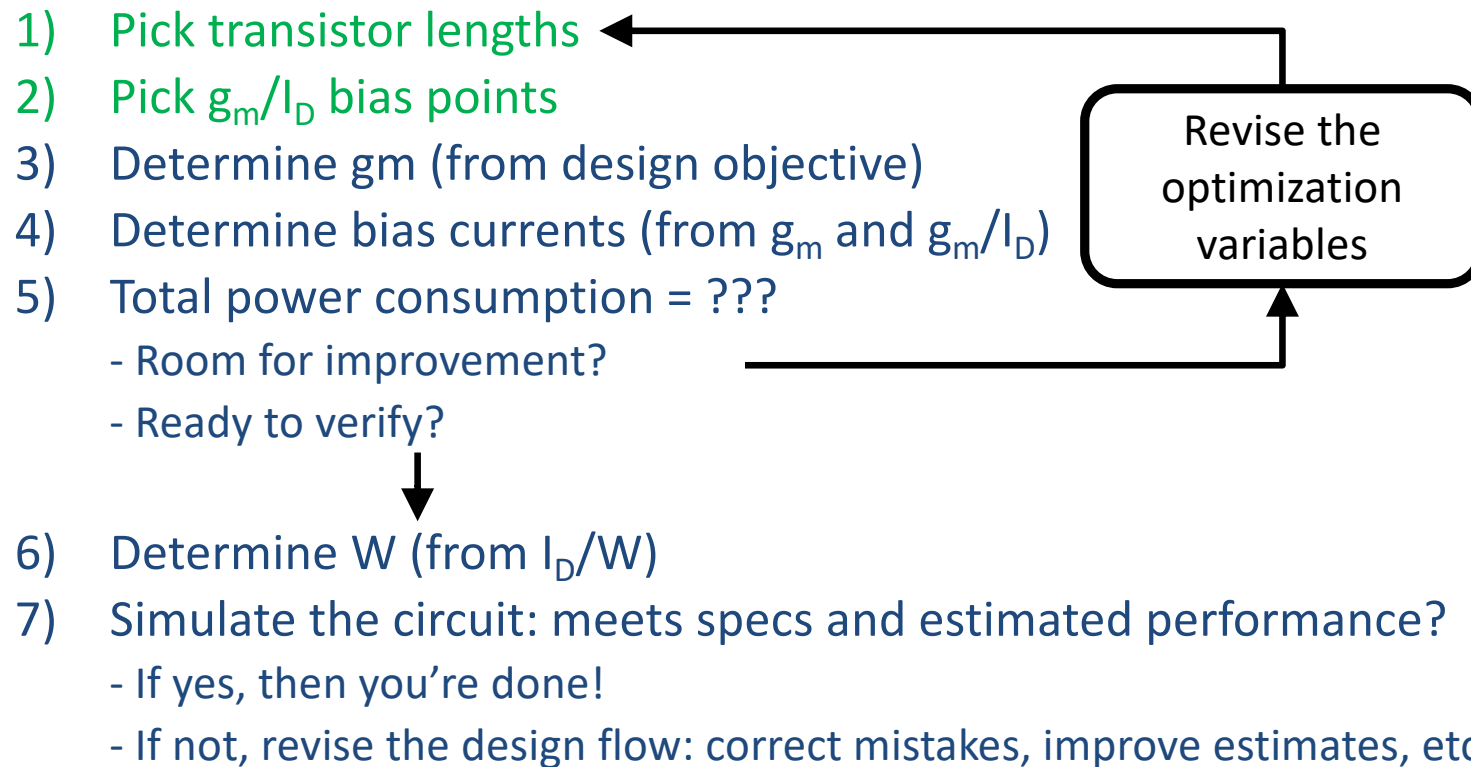 1) Pick transistor lengths
2) Pick gm/ID bias points
3) Determine gm (from design objective)
4) Determine bias currents (from gm and gm/ID)
5) Total power consumption = ???
- Room for improvement?
- Ready to verify?
6) Determine W (from ID/W)
7) Simulate the circuit: meets specs and estimated performance?
- If yes, then you’re done!
- If not, revise the design flow: correct mistakes, improve estimates, etc
Revise the
optimization
variables